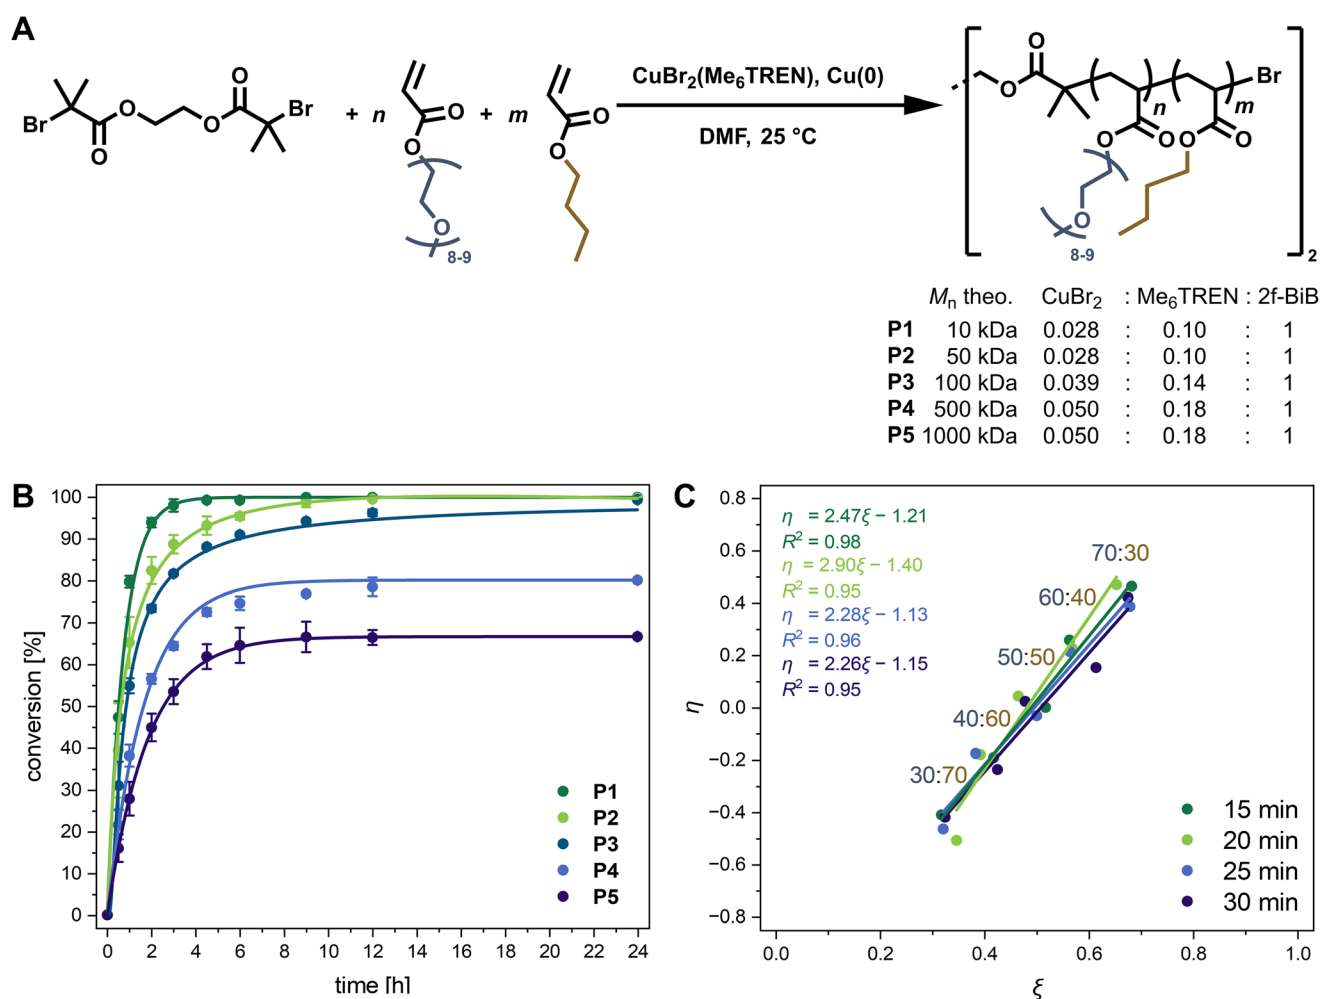 A
Br
O
O
O
O
Br
+ n
O
O
O
8-9
+ m
O
O
CuBr₂(Me₆TREN), Cu(0)
DMF, 25 °C
O
O
n
m
Br
O
O
O
O
O
8-9
2
Mₙ theo. CuBr₂ : Me₆TREN : 2f-BiB
P1 10 kDa 0.028 : 0.10 : 1
P2 50 kDa 0.028 : 0.10 : 1
P3 100 kDa 0.039 : 0.14 : 1
P4 500 kDa 0.050 : 0.18 : 1
P5 1000 kDa 0.050 : 0.18 : 1
B
conversion [%]
100
90
80
70
60
50
40
30
20
10
0
0 2 4 6 8 10 12 14 16 18 20 22 24
time [h]
P1
P2
P3
P4
P5
C
η
0.8
0.6
0.4
0.2
0.0
−0.2
−0.4
−0.6
−0.8
0.0 0.2 0.4 0.6 0.8 1.0
ξ
η = 2.47ξ − 1.21
R² = 0.98
η = 2.90ξ − 1.40
R² = 0.95
η = 2.28ξ − 1.13
R² = 0.96
η = 2.26ξ − 1.15
R² = 0.95
70:30
60:40
50:50
40:60
30:70
15 min
20 min
25 min
30 min